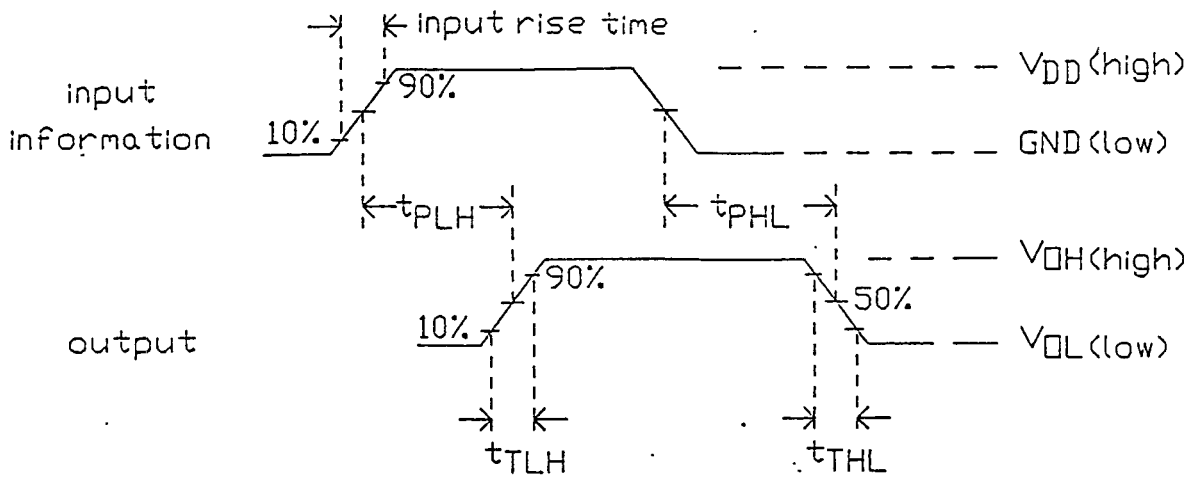 input rise time
90%
VDD(high)
input
information
10%
GND(low)
tPLH
tPHL
VOH(high)
90%
50%
output
10%
VOL(low)
tTLH
tTHL